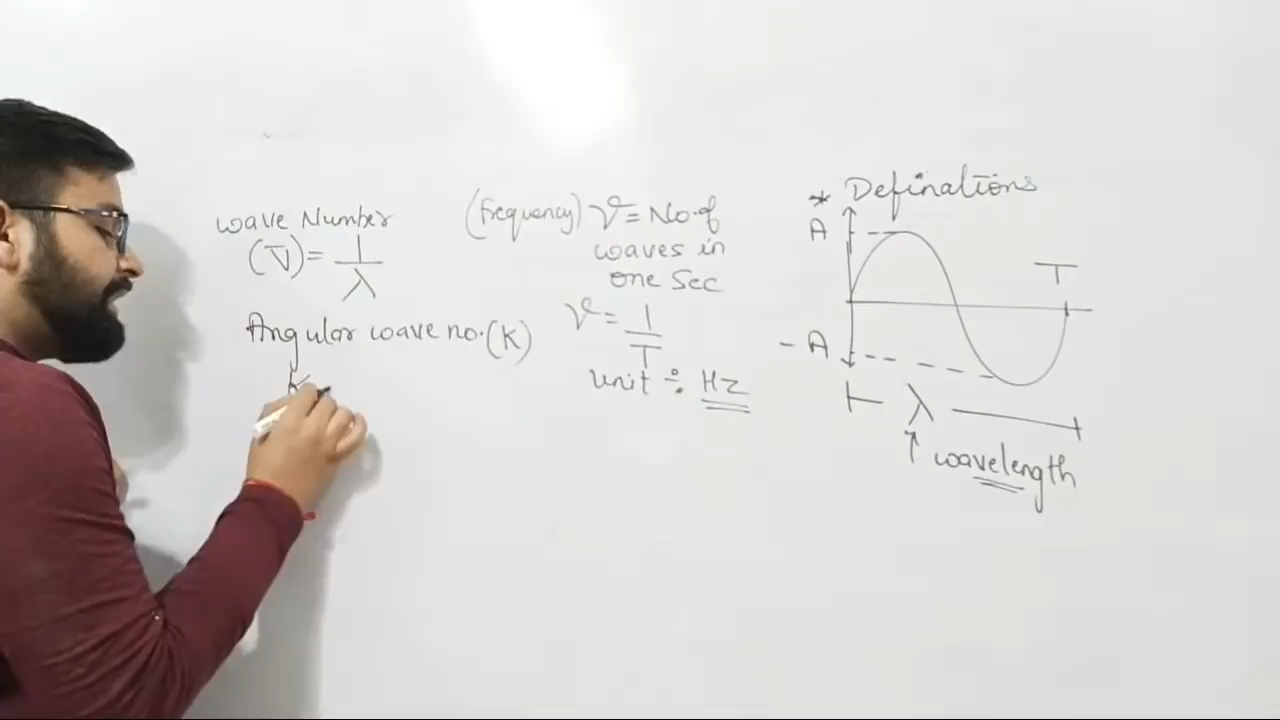 Wave Number
(ν̅) = 1/λ
Angular wave no. (K)
K
(Frequency) ν = No. of
waves in
one Sec
ν = 1/T
Unit ÷ Hz
* Definations
A
T
- A
λ
↑ wavelength